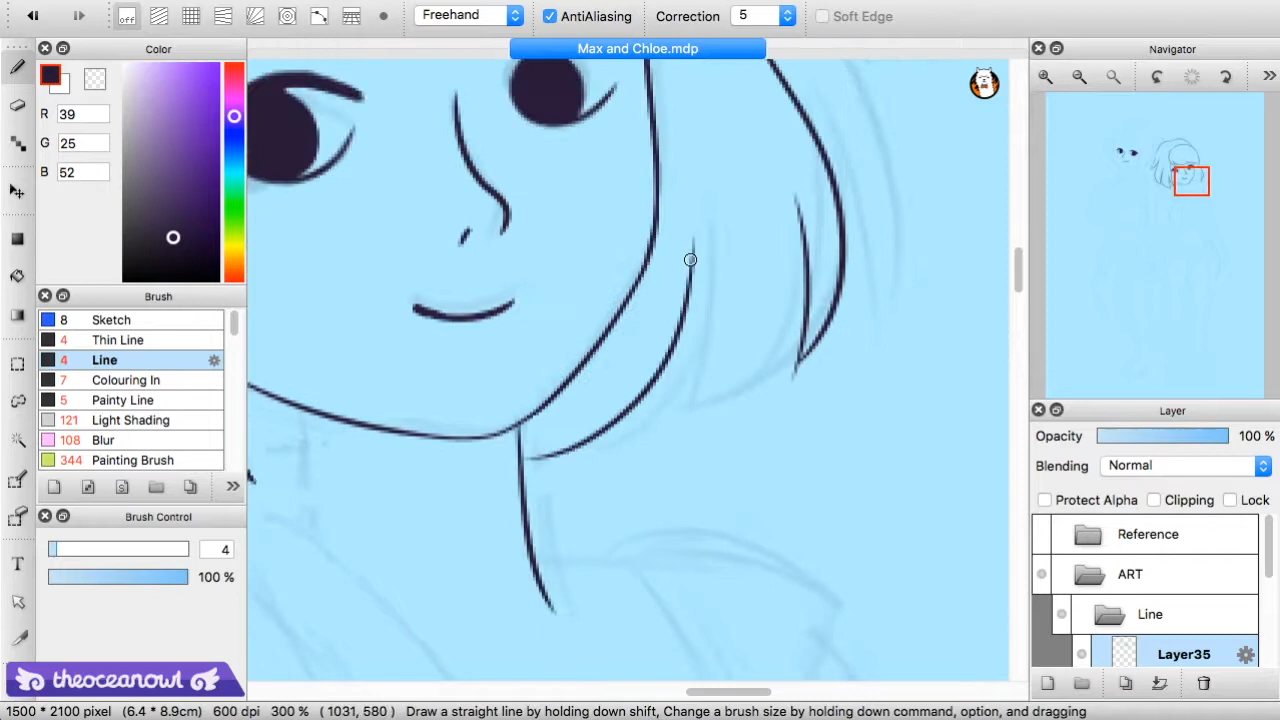 off
Freehand
AntiAliasing
Correction
5
Soft Edge
Color
Max and Chloe.mdp
Navigator
R 39
G 25
B 52
Brush
8 Sketch
4 Thin Line
4 Line
7 Colouring In
5 Painty Line
121 Light Shading
108 Blur
344 Painting Brush
Brush Control
4
100 %
Layer
Opacity 100 %
Blending Normal
Protect Alpha Clipping Lock
Reference
ART
Line
Layer35
T
theoceanowl
1500 * 2100 pixel (6.4 * 8.9cm) 600 dpi 300 % ( 1031, 580 ) Draw a straight line by holding down shift, Change a brush size by holding down command, option, and dragging